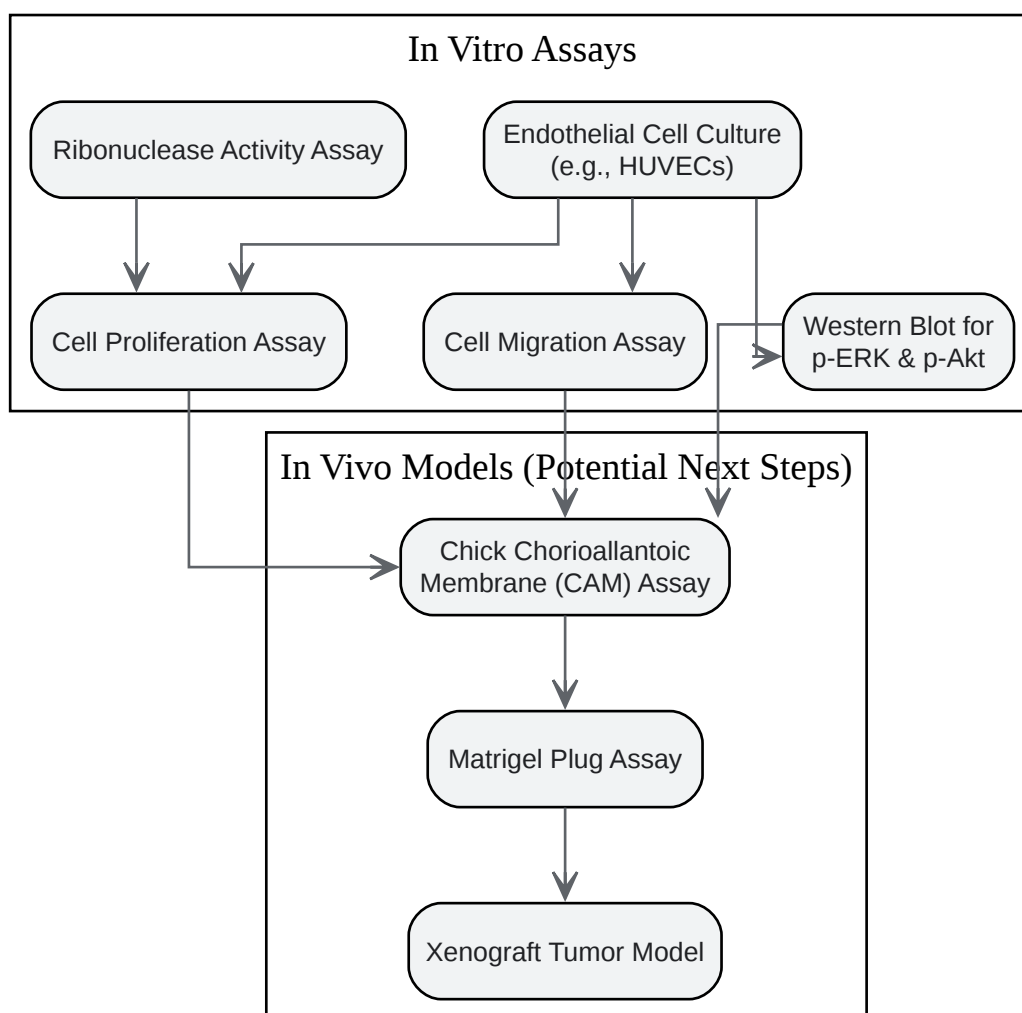 In Vitro Assays
Ribonuclease Activity Assay
Endothelial Cell Culture
(e.g., HUVECs)
Cell Proliferation Assay
Cell Migration Assay
Western Blot for
p-ERK & p-Akt
In Vivo Models (Potential Next Steps)
Chick Chorioallantoic
Membrane (CAM) Assay
Matrigel Plug Assay
Xenograft Tumor Model